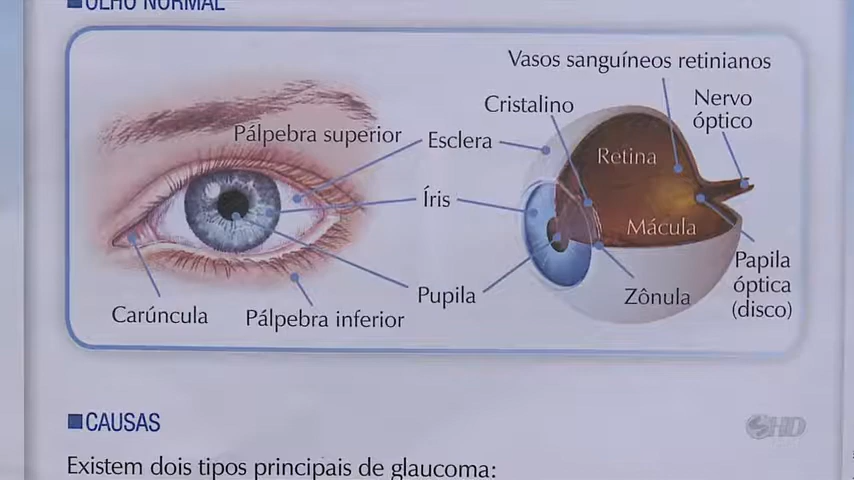 OLHO NORMAL
Vasos sanguíneos retinianos
Cristalino
Nervo
óptico
Pálpebra superior
Esclera
Retina
Íris
Mácula
Papila
óptica
(disco)
Pupila
Zônula
Carúncula
Pálpebra inferior
CAUSAS
HD
Existem dois tipos principais de glaucoma: